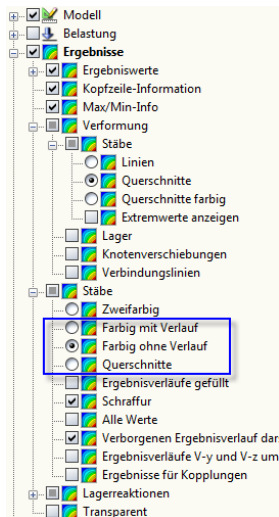 Modell
Belastung
Ergebnisse
Ergebniswerte
Kopfzeile-Information
Max/Min-Info
Verformung
Stäbe
Linien
Querschnitte
Querschnitte farbig
Extremwerte anzeigen
Lager
Knotenverschiebungen
Verbindungslinien
Stäbe
Zweifarbig
Farbig mit Verlauf
Farbig ohne Verlauf
Querschnitte
Ergebnisverläufe gefüllt
Schraffur
Alle Werte
Verborgenen Ergebnisverlauf dars
Ergebnisverläufe V-y und V-z um
Ergebnisse für Kopplungen
Lagerreaktionen
Transparent